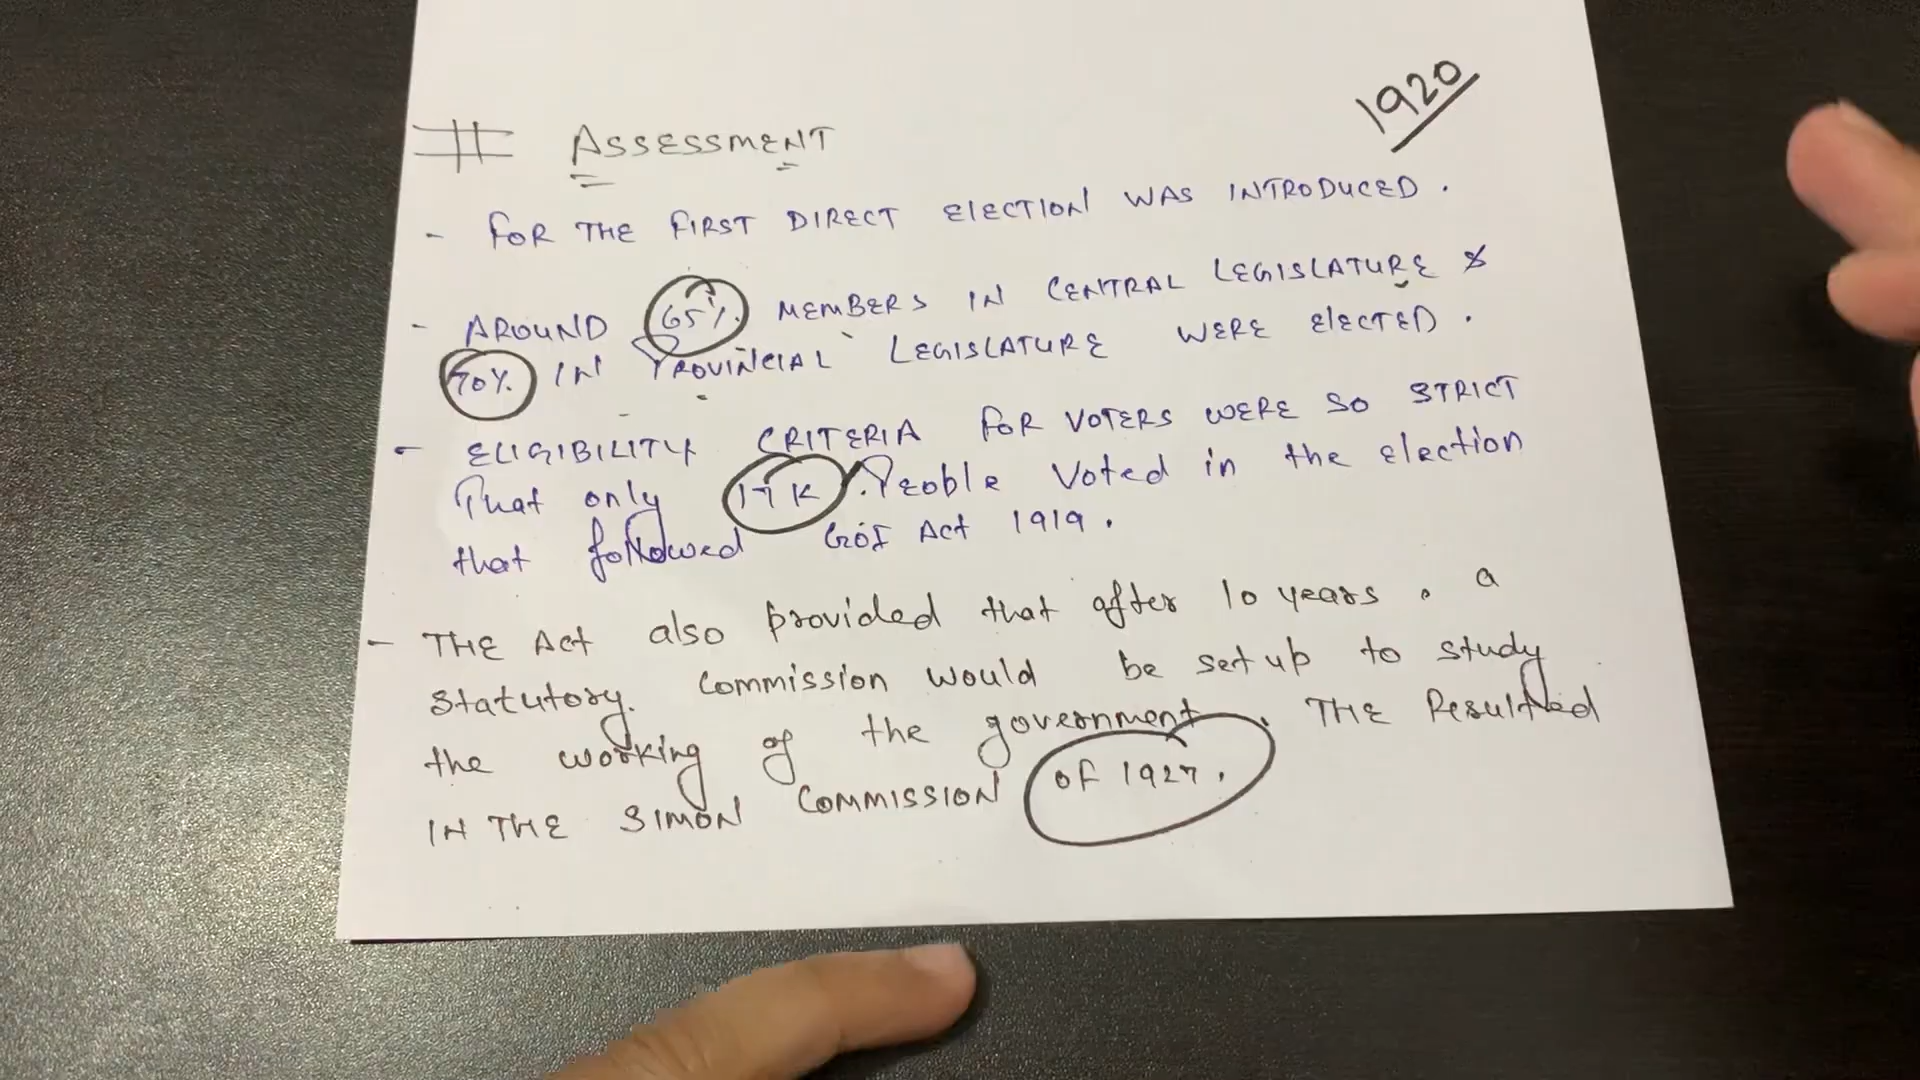 1920
# ASSESSMENT
- FOR THE FIRST DIRECT ElECTION WAS INTRODUCED.
- AROUND 65% MEMBERS IN CENTRAL LEGISLATURE &
70% IN PROVINCIAL LEGISLATURE WERE ElECTED.
- ELIGIBILITY CRITERIA FOR VOTERS WERE SO STRICT
That only 17K People Voted in the election
that followed GOI Act 1919.
- THE Act also provided that after 10 years, a
Statutory. Commission would be set up to study
the working of the government. THE Resulted
IN THE SIMON COMMISSION OF 1927.